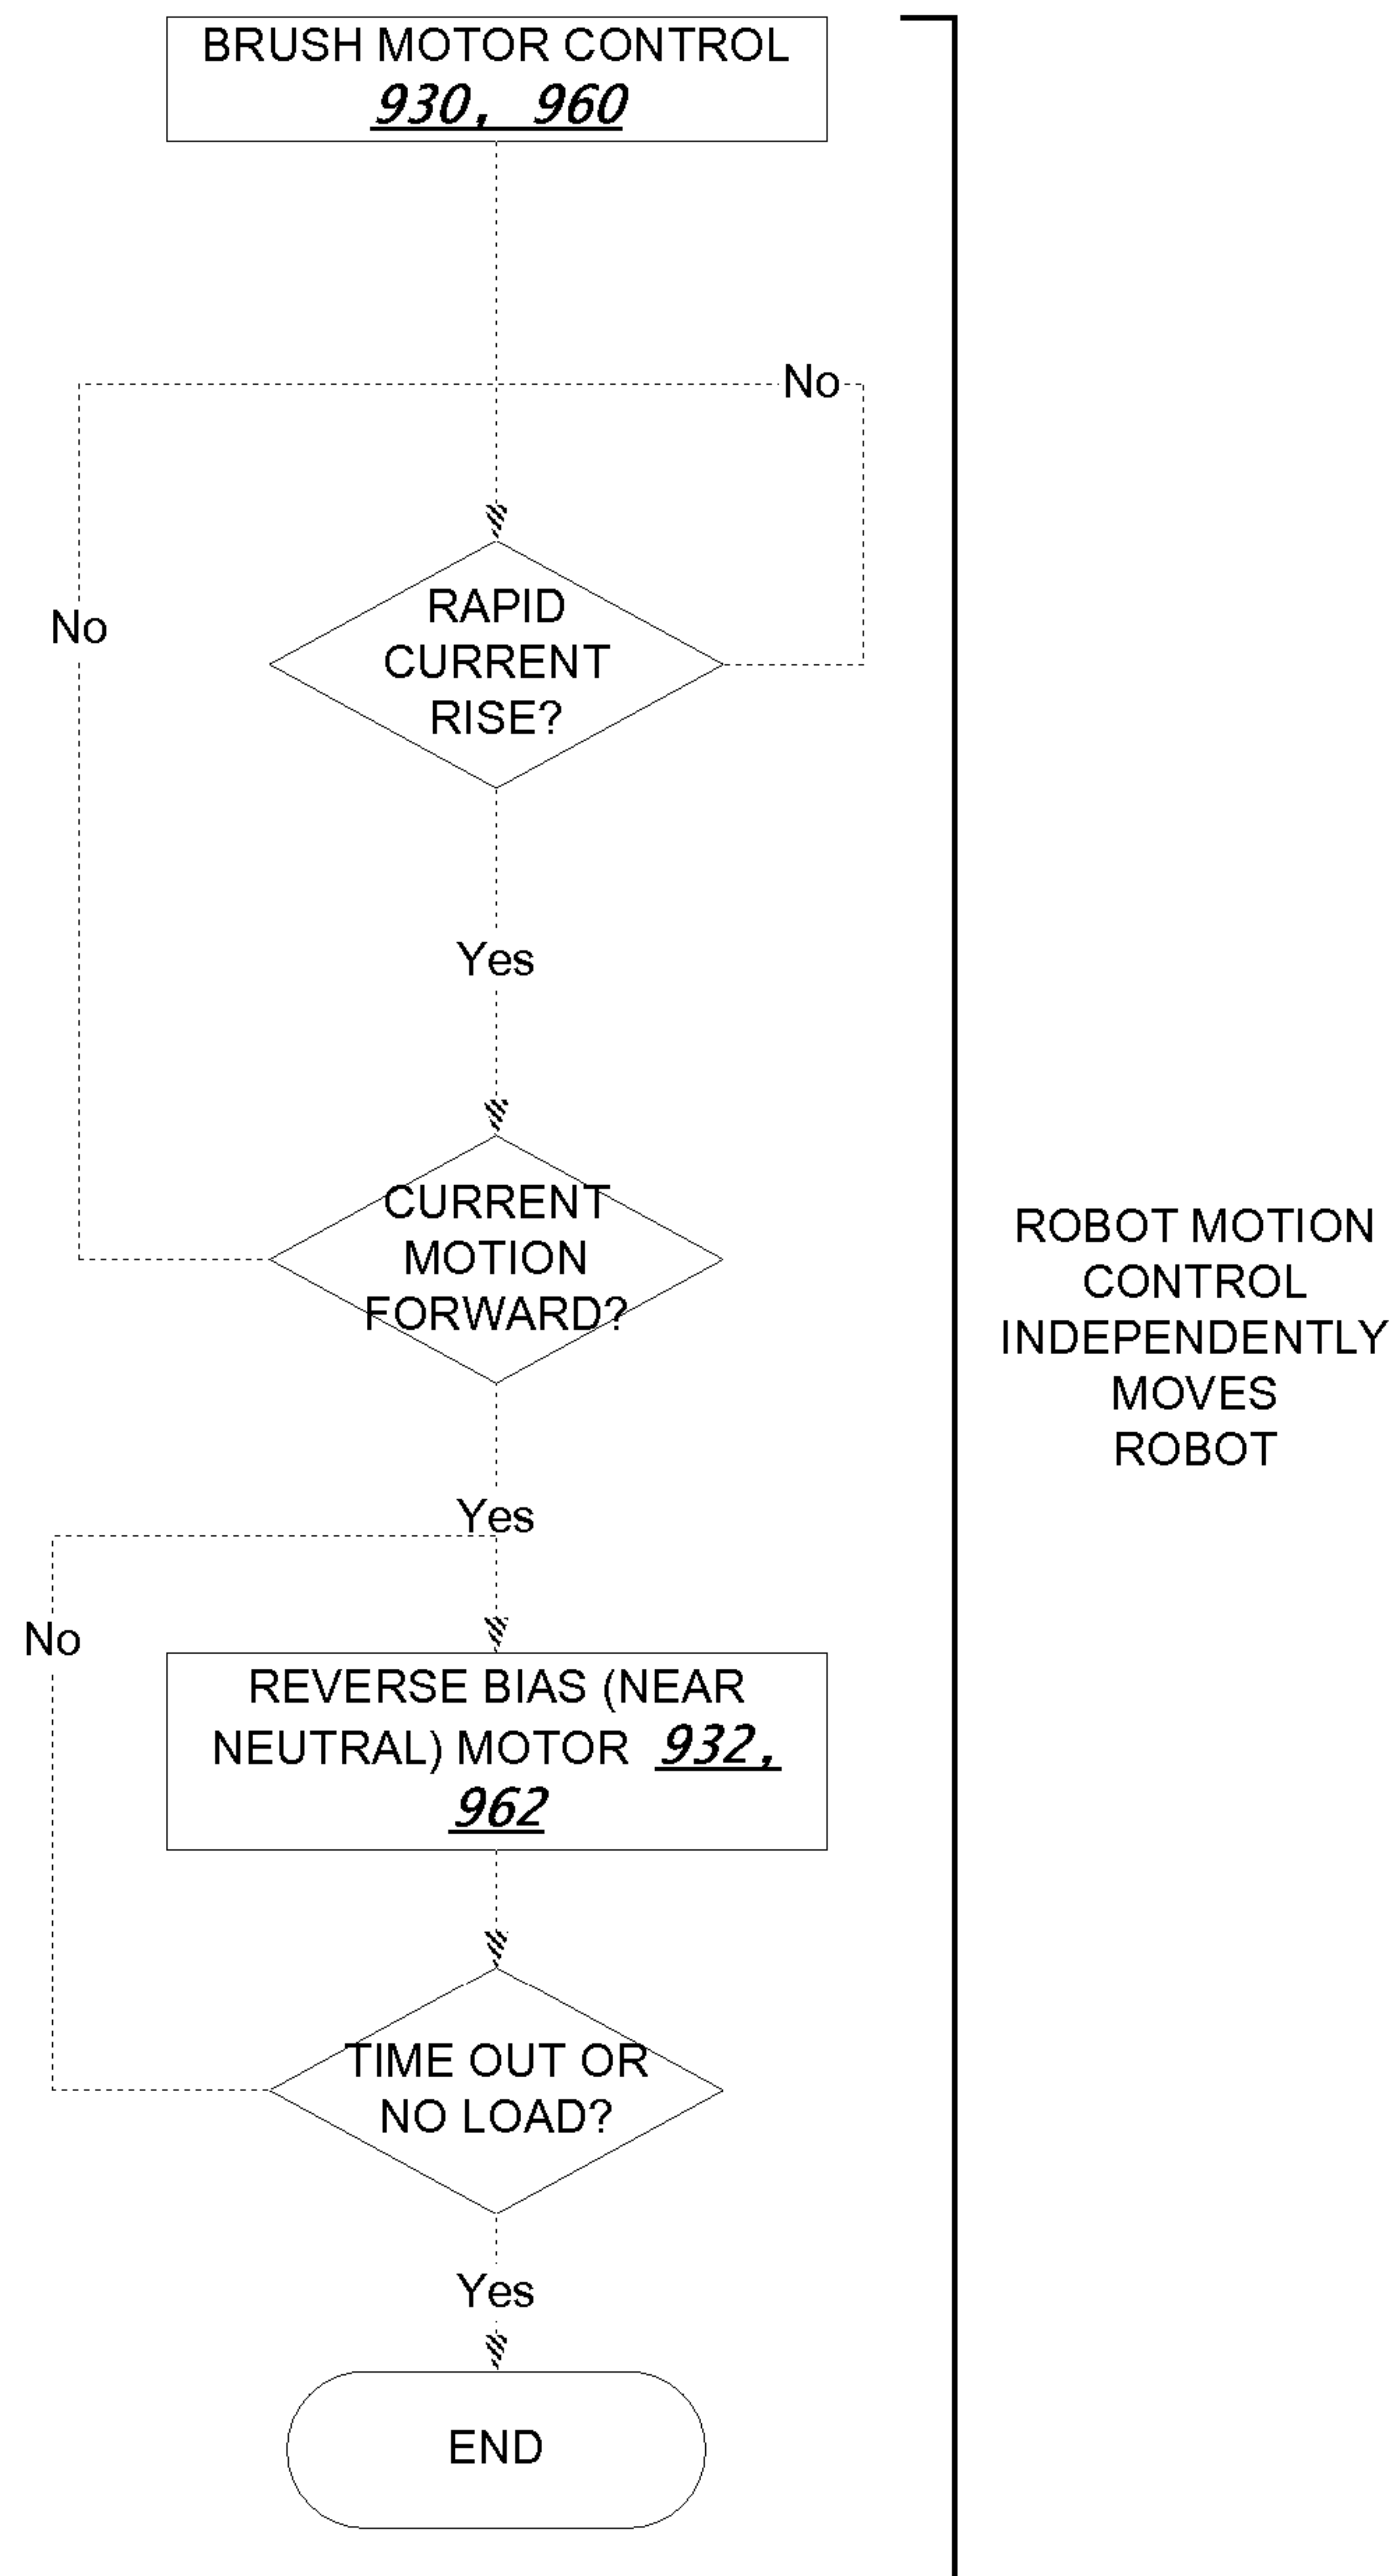 BRUSH MOTOR CONTROL
930, 960
No
RAPID
CURRENT
RISE?
No
Yes
CURRENT
MOTION
FORWARD?
ROBOT MOTION
CONTROL
INDEPENDENTLY
MOVES
ROBOT
Yes
No
REVERSE BIAS (NEAR
NEUTRAL) MOTOR 932,
962
TIME OUT OR
NO LOAD?
Yes
END